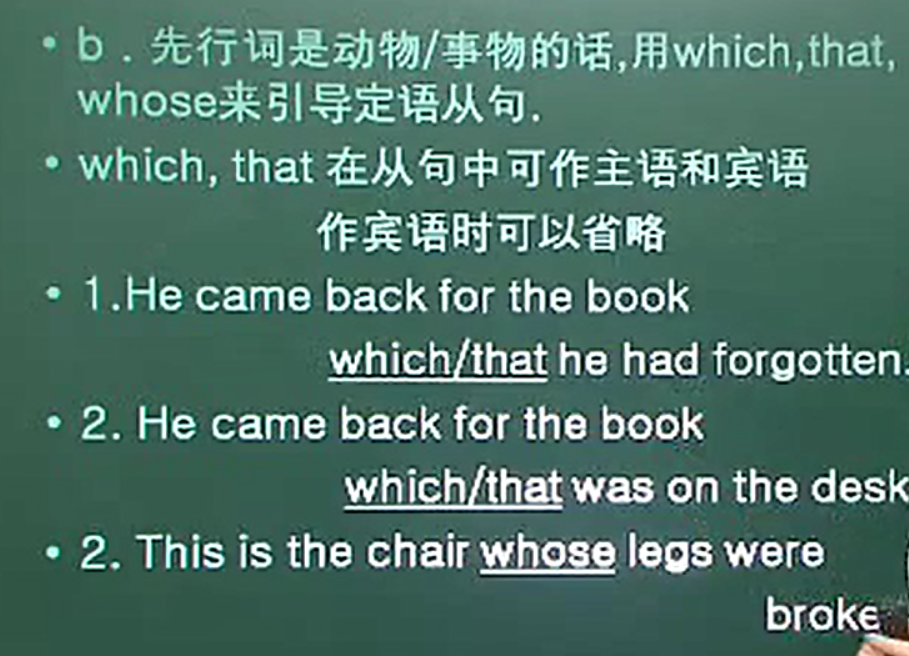 • b . 先行词是动物/事物的话,用which,that,
whose来引导定语从句.
• which, that 在从句中可作主语和宾语
作宾语时可以省略
• 1.He came back for the book
which/that he had forgotten.
• 2. He came back for the book
which/that was on the desk
• 2. This is the chair whose legs were
broke